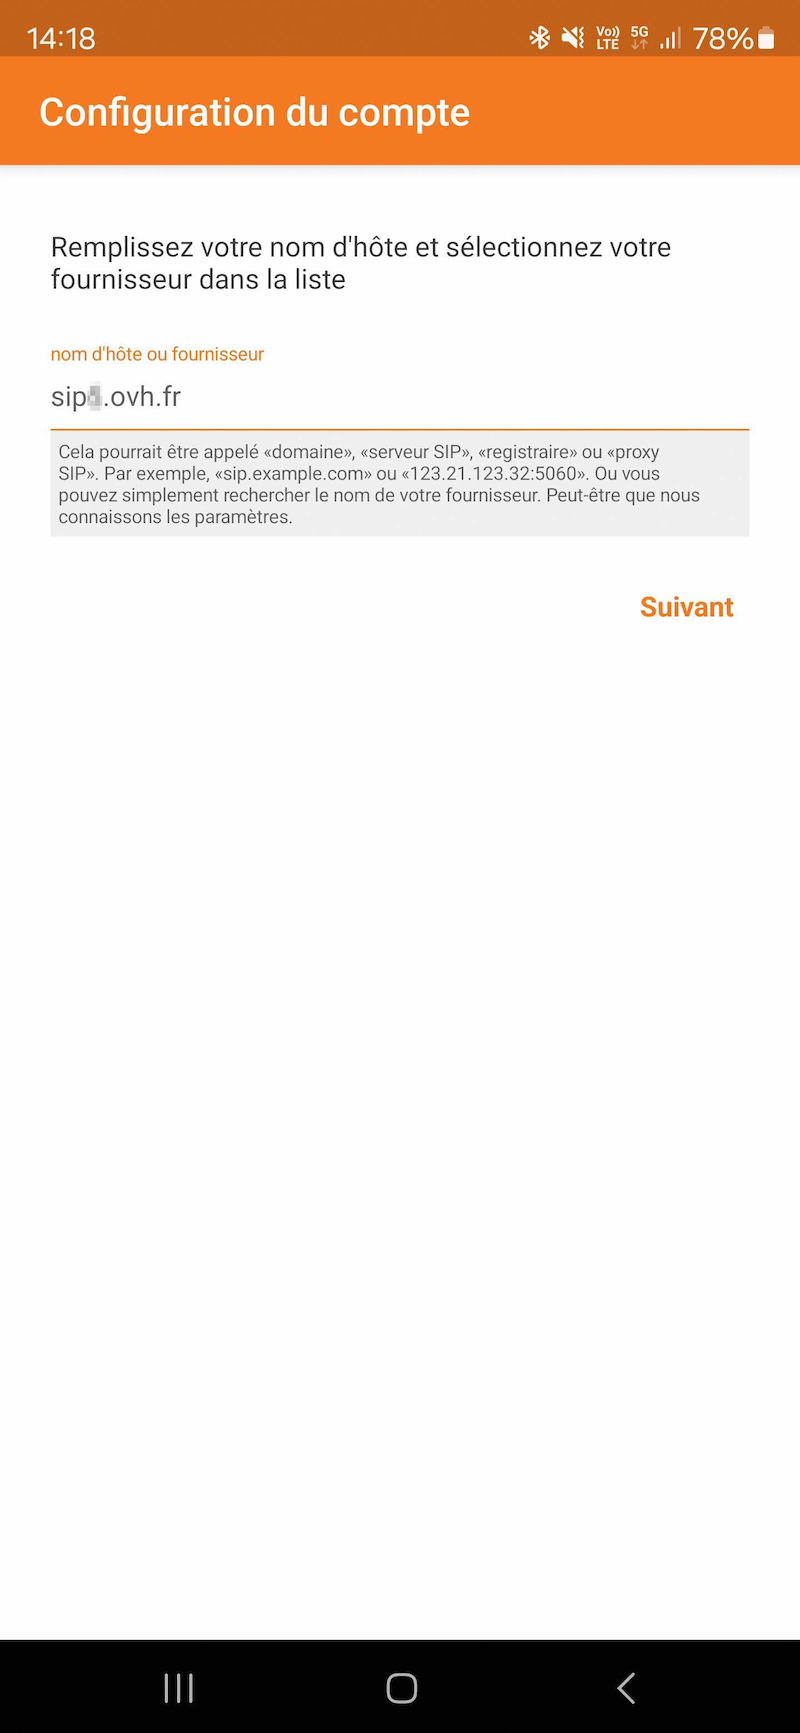 14:18
Vo)) LTE 5G 78%
Configuration du compte
Remplissez votre nom d'hôte et sélectionnez votre
fournisseur dans la liste
nom d'hôte ou fournisseur
sip .ovh.fr
Cela pourrait être appelé «domaine», «serveur SIP», «registraire» ou «proxy
SIP». Par exemple, «sip.example.com» ou «123.21.123.32:5060». Ou vous
pouvez simplement rechercher le nom de votre fournisseur. Peut-être que nous
connaissons les paramètres.
Suivant